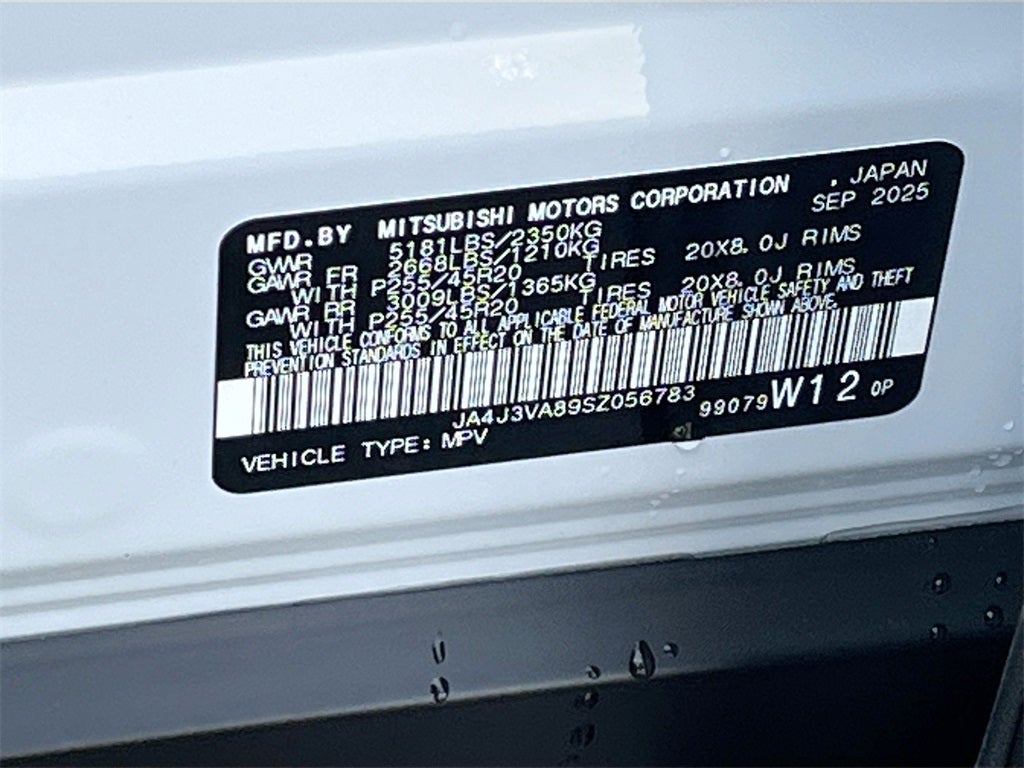 MFD.BY MITSUBISHI MOTORS CORPORATION . JAPAN
GVWR 5181LBS/2350KG SEP 2025
GAWR FR 2668LBS/1210KG
WITH P255/45R20 TIRES 20X8.0J RIMS
GAWR RR 3009LBS/1365KG
WITH P255/45R20 TIRES 20X8.0J RIMS
THIS VEHICLE CONFORMS TO ALL APPLICABLE FEDERAL MOTOR VEHICLE SAFETY AND THEFT
PREVENTION STANDARDS IN EFFECT ON THE DATE OF MANUFACTURE SHOWN ABOVE.
JA4J3VA89SZ056783 99079 W12 0P
VEHICLE TYPE: MPV